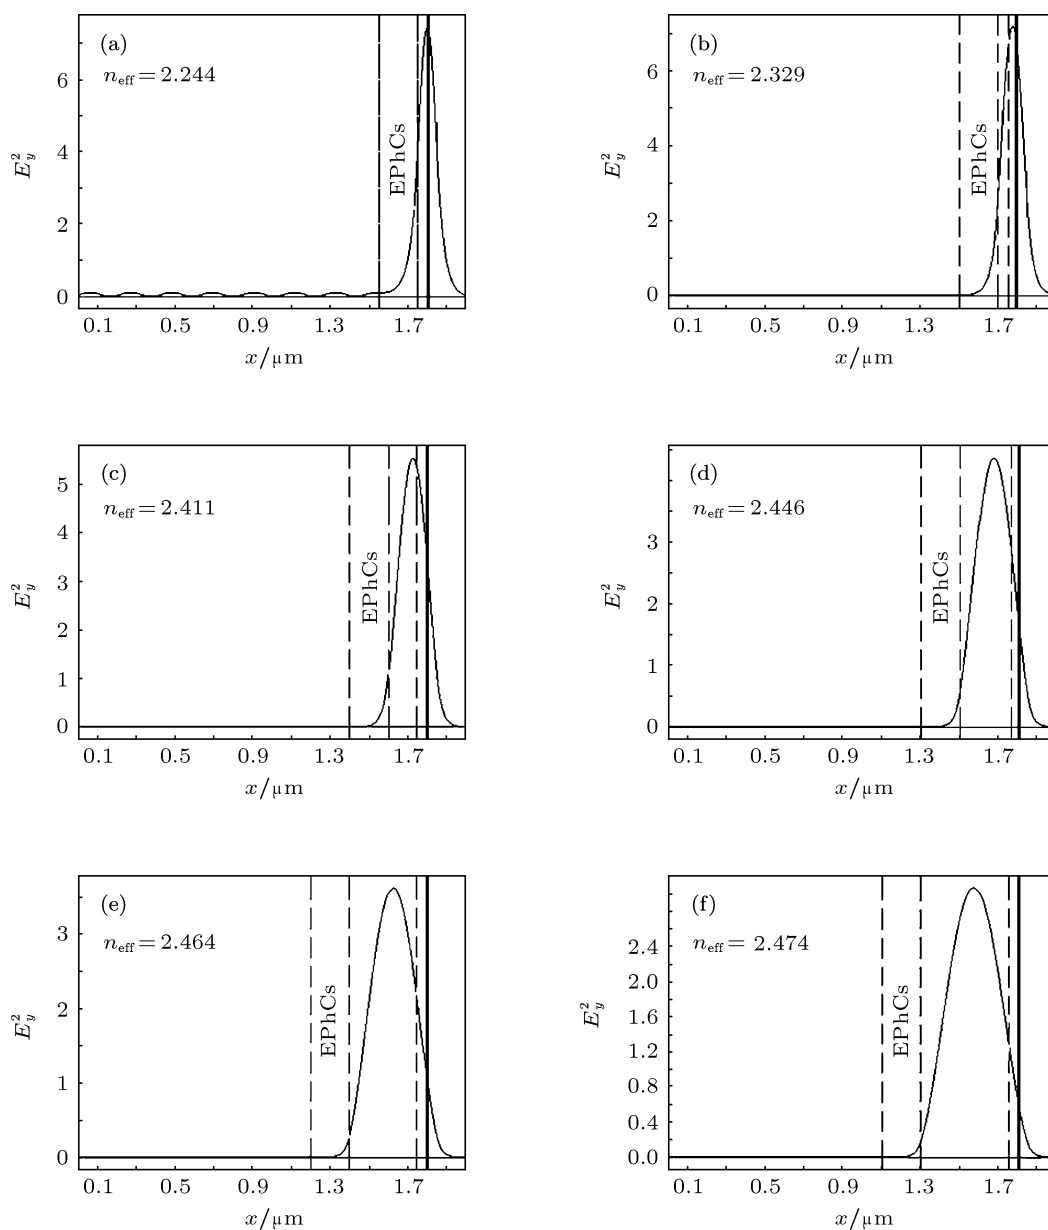 (a)
n_eff = 2.244
EPhCs
E_y^2
6
4
2
0
0.1 0.5 0.9 1.3 1.7
x/μm
(b)
n_eff = 2.329
EPhCs
E_y^2
6
4
2
0
0.1 0.5 0.9 1.3 1.7
x/μm
(c)
n_eff = 2.411
EPhCs
E_y^2
5
4
3
2
1
0
0.1 0.5 0.9 1.3 1.7
x/μm
(d)
n_eff = 2.446
EPhCs
E_y^2
3
2
1
0
0.1 0.5 0.9 1.3 1.7
x/μm
(e)
n_eff = 2.464
EPhCs
E_y^2
3
2
1
0
0.1 0.5 0.9 1.3 1.7
x/μm
(f)
n_eff = 2.474
EPhCs
E_y^2
2.4
2.0
1.6
1.2
0.8
0.4
0.0
0.1 0.5 0.9 1.3 1.7
x/μm